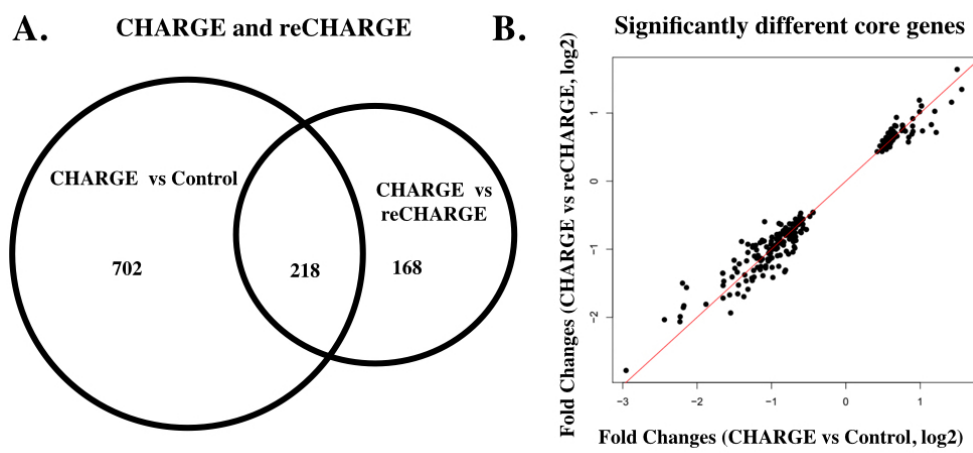 A.
CHARGE and reCHARGE
CHARGE vs Control
CHARGE vs
reCHARGE
702
218
168
B.
Significantly different core genes
Fold Changes (CHARGE vs reCHARGE, log2)
1
0
−1
−2
−3
−2
−1
0
1
Fold Changes (CHARGE vs Control, log2)